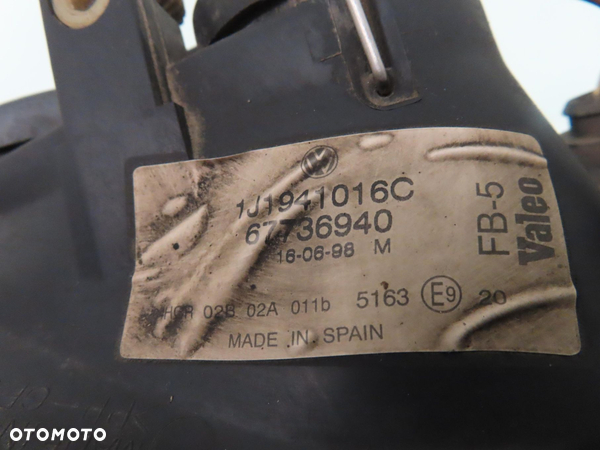 1J1941016C
67736940
16-06-98 M
HCR 02B 02A 011b 5163 E9 20
MADE IN SPAIN
FB-5
Valeo
OTOMOTO